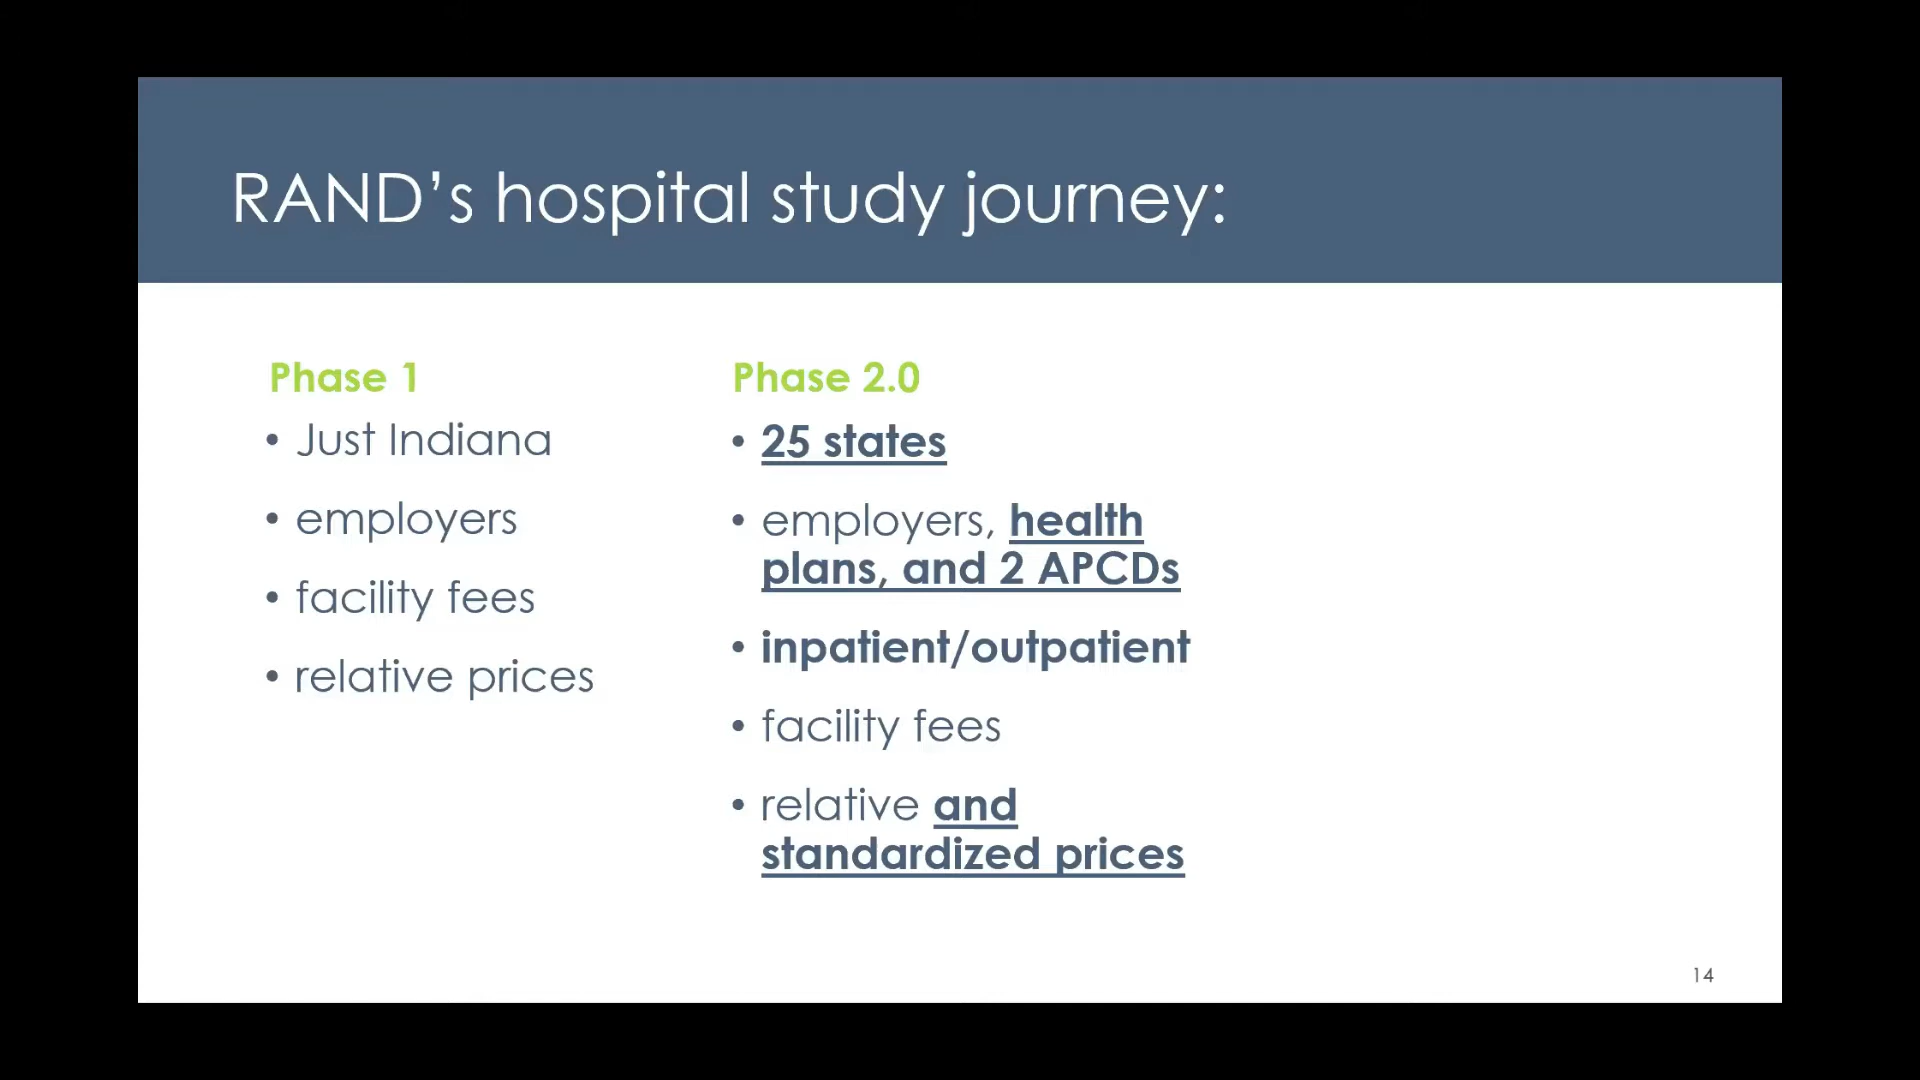 RAND’s hospital study journey:
Phase 1
• Just Indiana
• employers
• facility fees
• relative prices
Phase 2.0
• 25 states
• employers, health
plans, and 2 APCDs
• inpatient/outpatient
• facility fees
• relative and
standardized prices
14